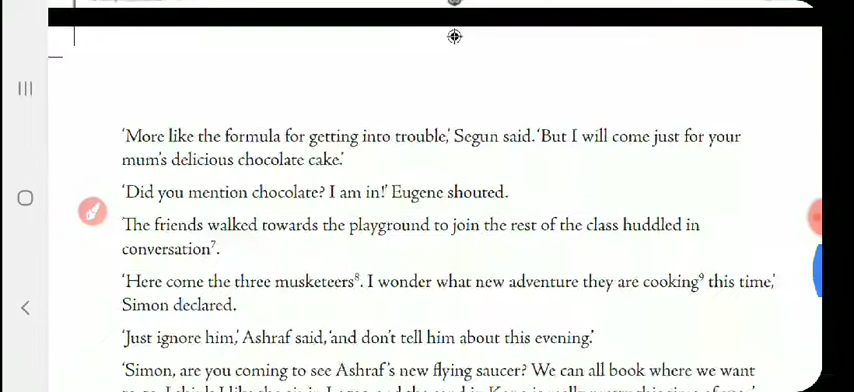 ‘More like the formula for getting into trouble,’ Segun said. ‘But I will come just for your
mum’s delicious chocolate cake.’
‘Did you mention chocolate? I am in!’ Eugene shouted.
The friends walked towards the playground to join the rest of the class huddled in
conversation⁷.
‘Here come the three musketeers⁸. I wonder what new adventure they are cooking⁹ this time,’
Simon declared.
‘Just ignore him,’ Ashraf said, ‘and don’t tell him about this evening.’
‘Simon, are you coming to see Ashraf’s new flying saucer? We can all book where we want